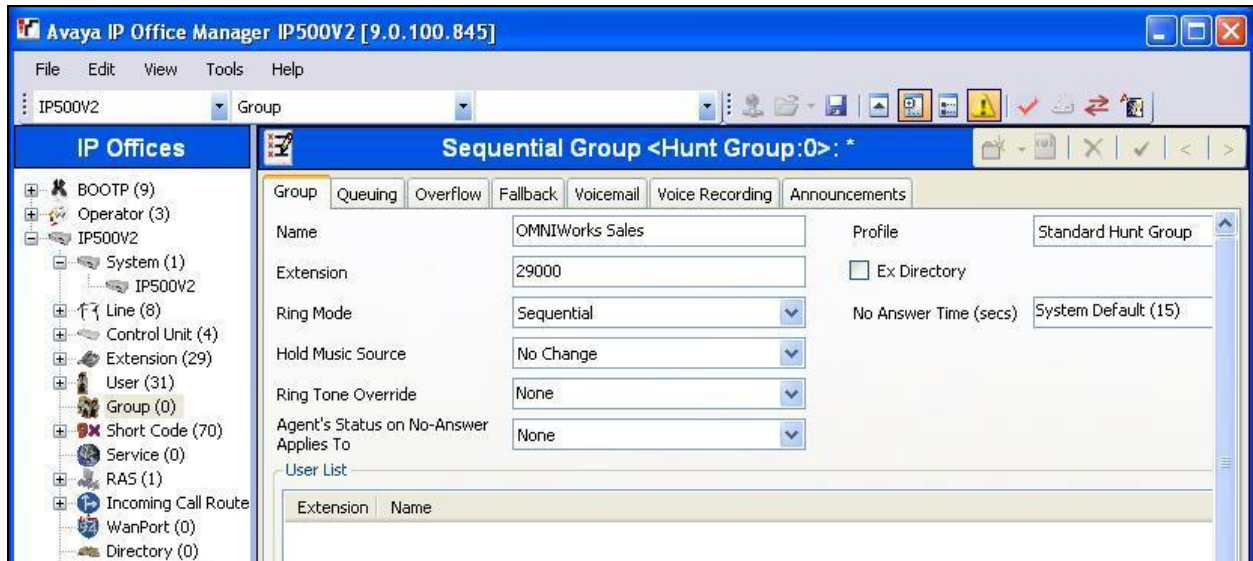 Avaya IP Office Manager IP500V2 [9.0.100.845]
File Edit View Tools Help
IP500V2 Group
IP Offices
BOOTP (9)
Operator (3)
IP500V2
System (1)
IP500V2
Line (8)
Control Unit (4)
Extension (29)
User (31)
Group (0)
Short Code (70)
Service (0)
RAS (1)
Incoming Call Route
WanPort (0)
Directory (0)
Sequential Group <Hunt Group:0>: *
Group Queuing Overflow Fallback Voicemail Voice Recording Announcements
Name OMNIWorks Sales Profile Standard Hunt Group
Extension 29000 Ex Directory
Ring Mode Sequential No Answer Time (secs) System Default (15)
Hold Music Source No Change
Ring Tone Override None
Agent's Status on No-Answer
Applies To None
User List
Extension Name